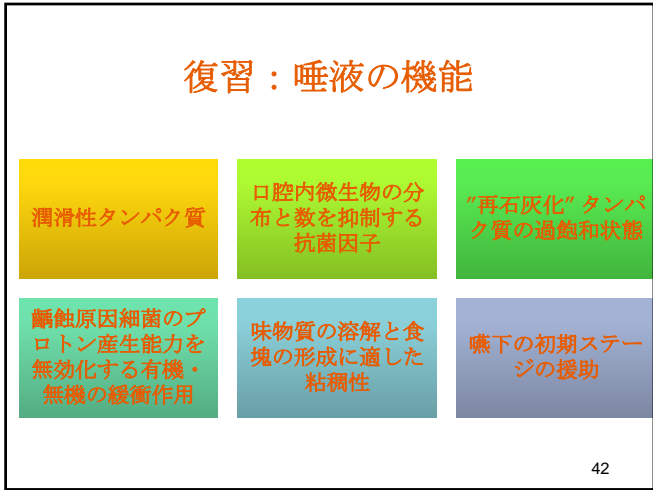 復習：唾液の機能
潤滑性タンパク質
口腔内微生物の分
布と数を抑制する
抗菌因子
"再石灰化" タンパ
ク質の過飽和状態
齲蝕原因細菌のプ
ロトン産生能力を
無効化する有機・
無機の緩衝作用
味物質の溶解と食
塊の形成に適した
粘稠性
嚥下の初期ステー
ジの援助
42